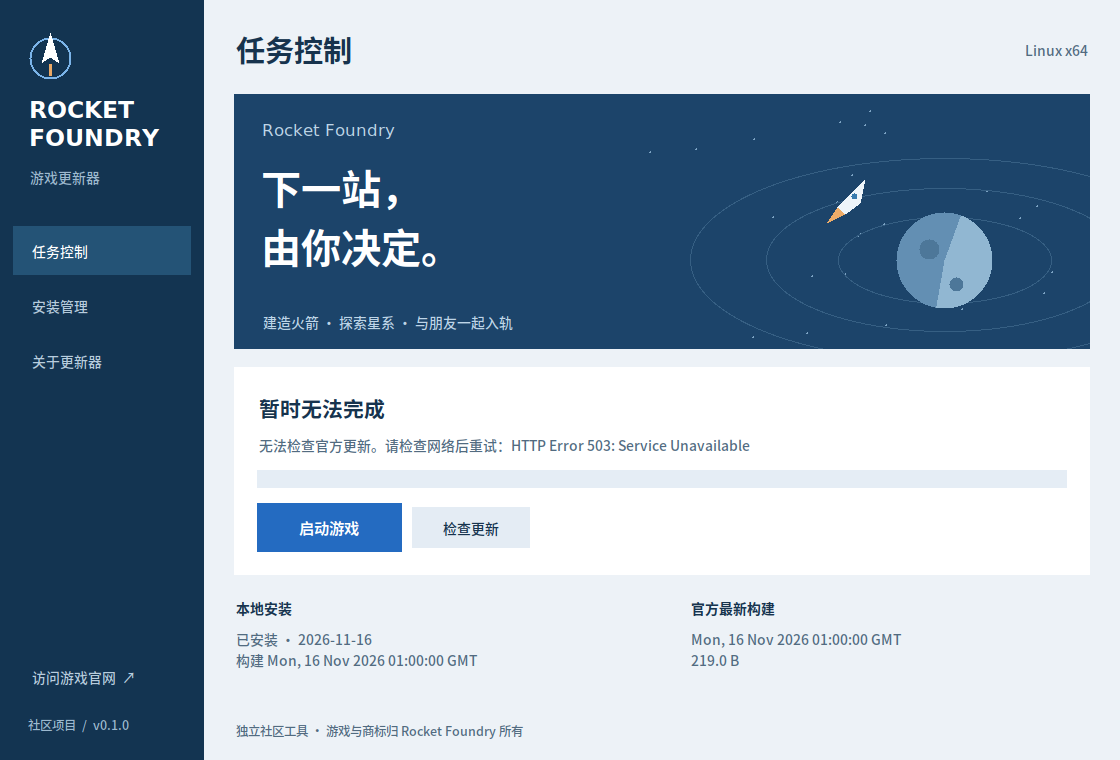 ROCKET
FOUNDRY
游戏更新器
任务控制
安装管理
关于更新器
访问游戏官网 ↗
社区项目 / v0.1.0
任务控制
Linux x64
Rocket Foundry
下一站，
由你决定。
建造火箭 · 探索星系 · 与朋友一起入轨
暂时无法完成
无法检查官方更新。请检查网络后重试：HTTP Error 503: Service Unavailable
启动游戏
检查更新
本地安装
已安装 · 2026-11-16
构建 Mon, 16 Nov 2026 01:00:00 GMT
官方最新构建
Mon, 16 Nov 2026 01:00:00 GMT
219.0 B
独立社区工具 · 游戏与商标归 Rocket Foundry 所有